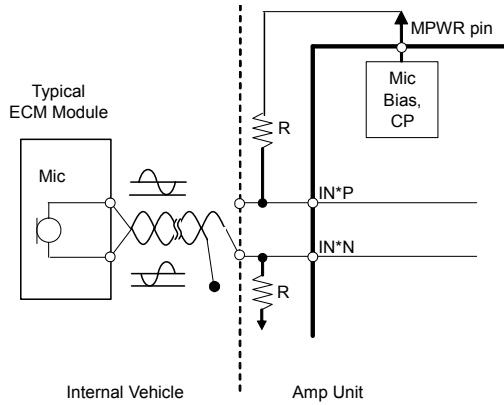 MPWR pin
Typical
ECM Module
Mic
Bias,
CP
R
Mic
IN*P
IN*N
R
Internal Vehicle
Amp Unit